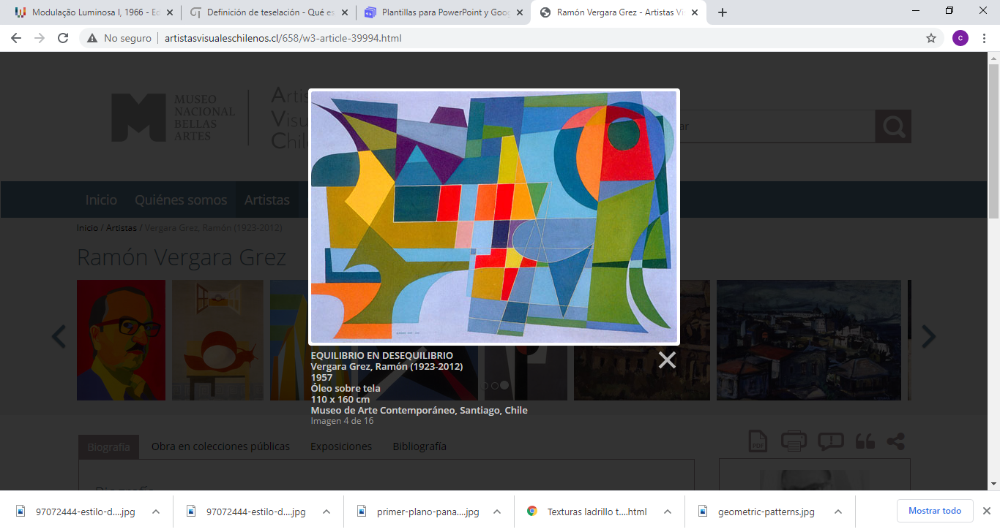 Modulação Luminosa I, 1966 - Ed
Definición de teselación - Qué es
Plantillas para PowerPoint y Goog
Ramón Vergara Grez - Artistas Vi
No seguro
artistasvisualeschilenos.cl/658/w3-article-39994.html
c
MUSEO
NACIONAL
BELLAS
ARTES
Artis
Visu
Chil
ar
Inicio
Quiénes somos
Artistas
Inicio / Artistas / Vergara Grez, Ramón (1923-2012)
Ramón Vergara Grez
EQUILIBRIO EN DESEQUILIBRIO
Vergara Grez, Ramón (1923-2012)
1957
Óleo sobre tela
110 x 160 cm
Museo de Arte Contemporáneo, Santiago, Chile
Imagen 4 de 16
Biografía
Obra en colecciones públicas
Exposiciones
Bibliografia
PDF
Biografía
97072444-estilo-d....jpg
97072444-estilo-d....jpg
primer-plano-pana....jpg
Texturas ladrillo t....html
geometric-patterns.jpg
Mostrar todo